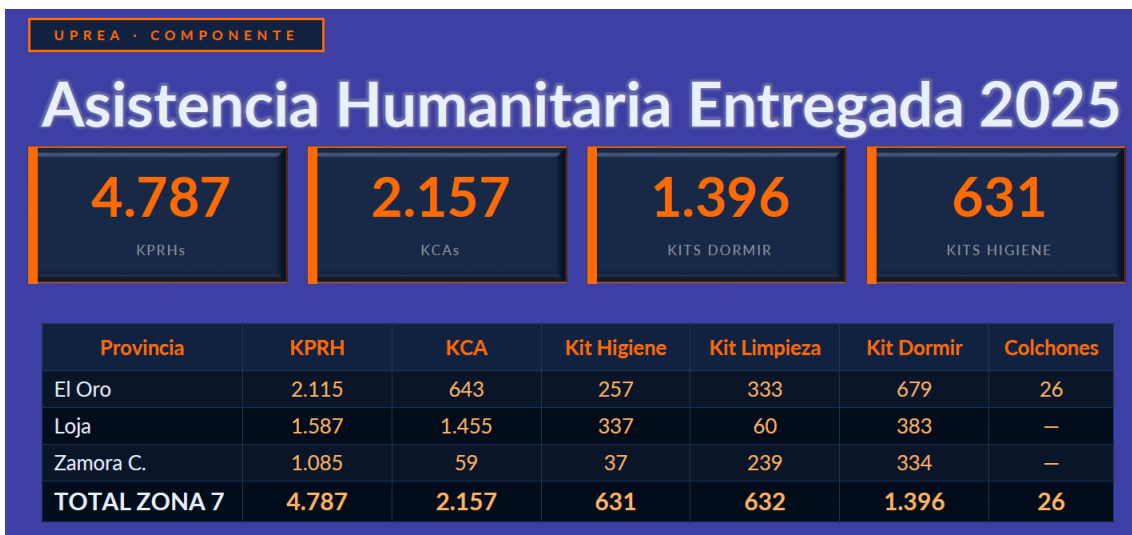 UPREA · COMPONENTE
Asistencia Humanitaria Entregada 2025
4.787 2.157 1.396 631
KPRHs KCAs KITS DORMIR KITS HIGIENE
Provincia KPRH KCA Kit Higiene Kit Limpieza Kit Dormir Colchones
El Oro 2.115 643 257 333 679 26
Loja 1.587 1.455 337 60 383 —
Zamora C. 1.085 59 37 239 334 —
TOTAL ZONA 7 4.787 2.157 631 632 1.396 26